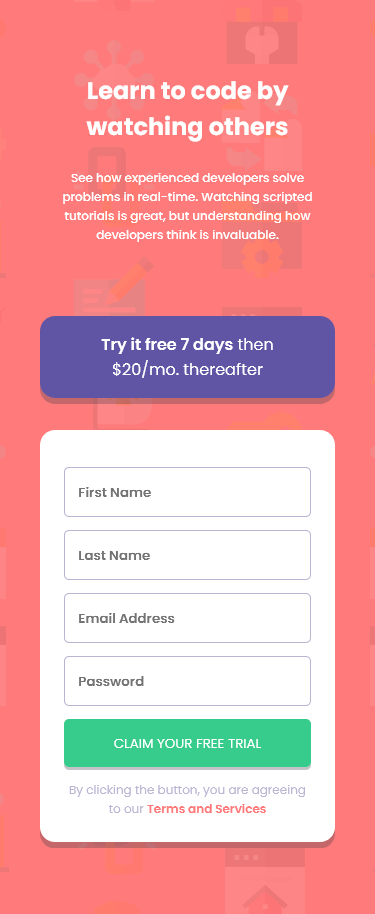 Learn to code by
watching others
See how experienced developers solve
problems in real-time. Watching scripted
tutorials is great, but understanding how
developers think is invaluable.
Try it free 7 days then
$20/mo. thereafter
First Name
Last Name
Email Address
Password
CLAIM YOUR FREE TRIAL
By clicking the button, you are agreeing
to our Terms and Services